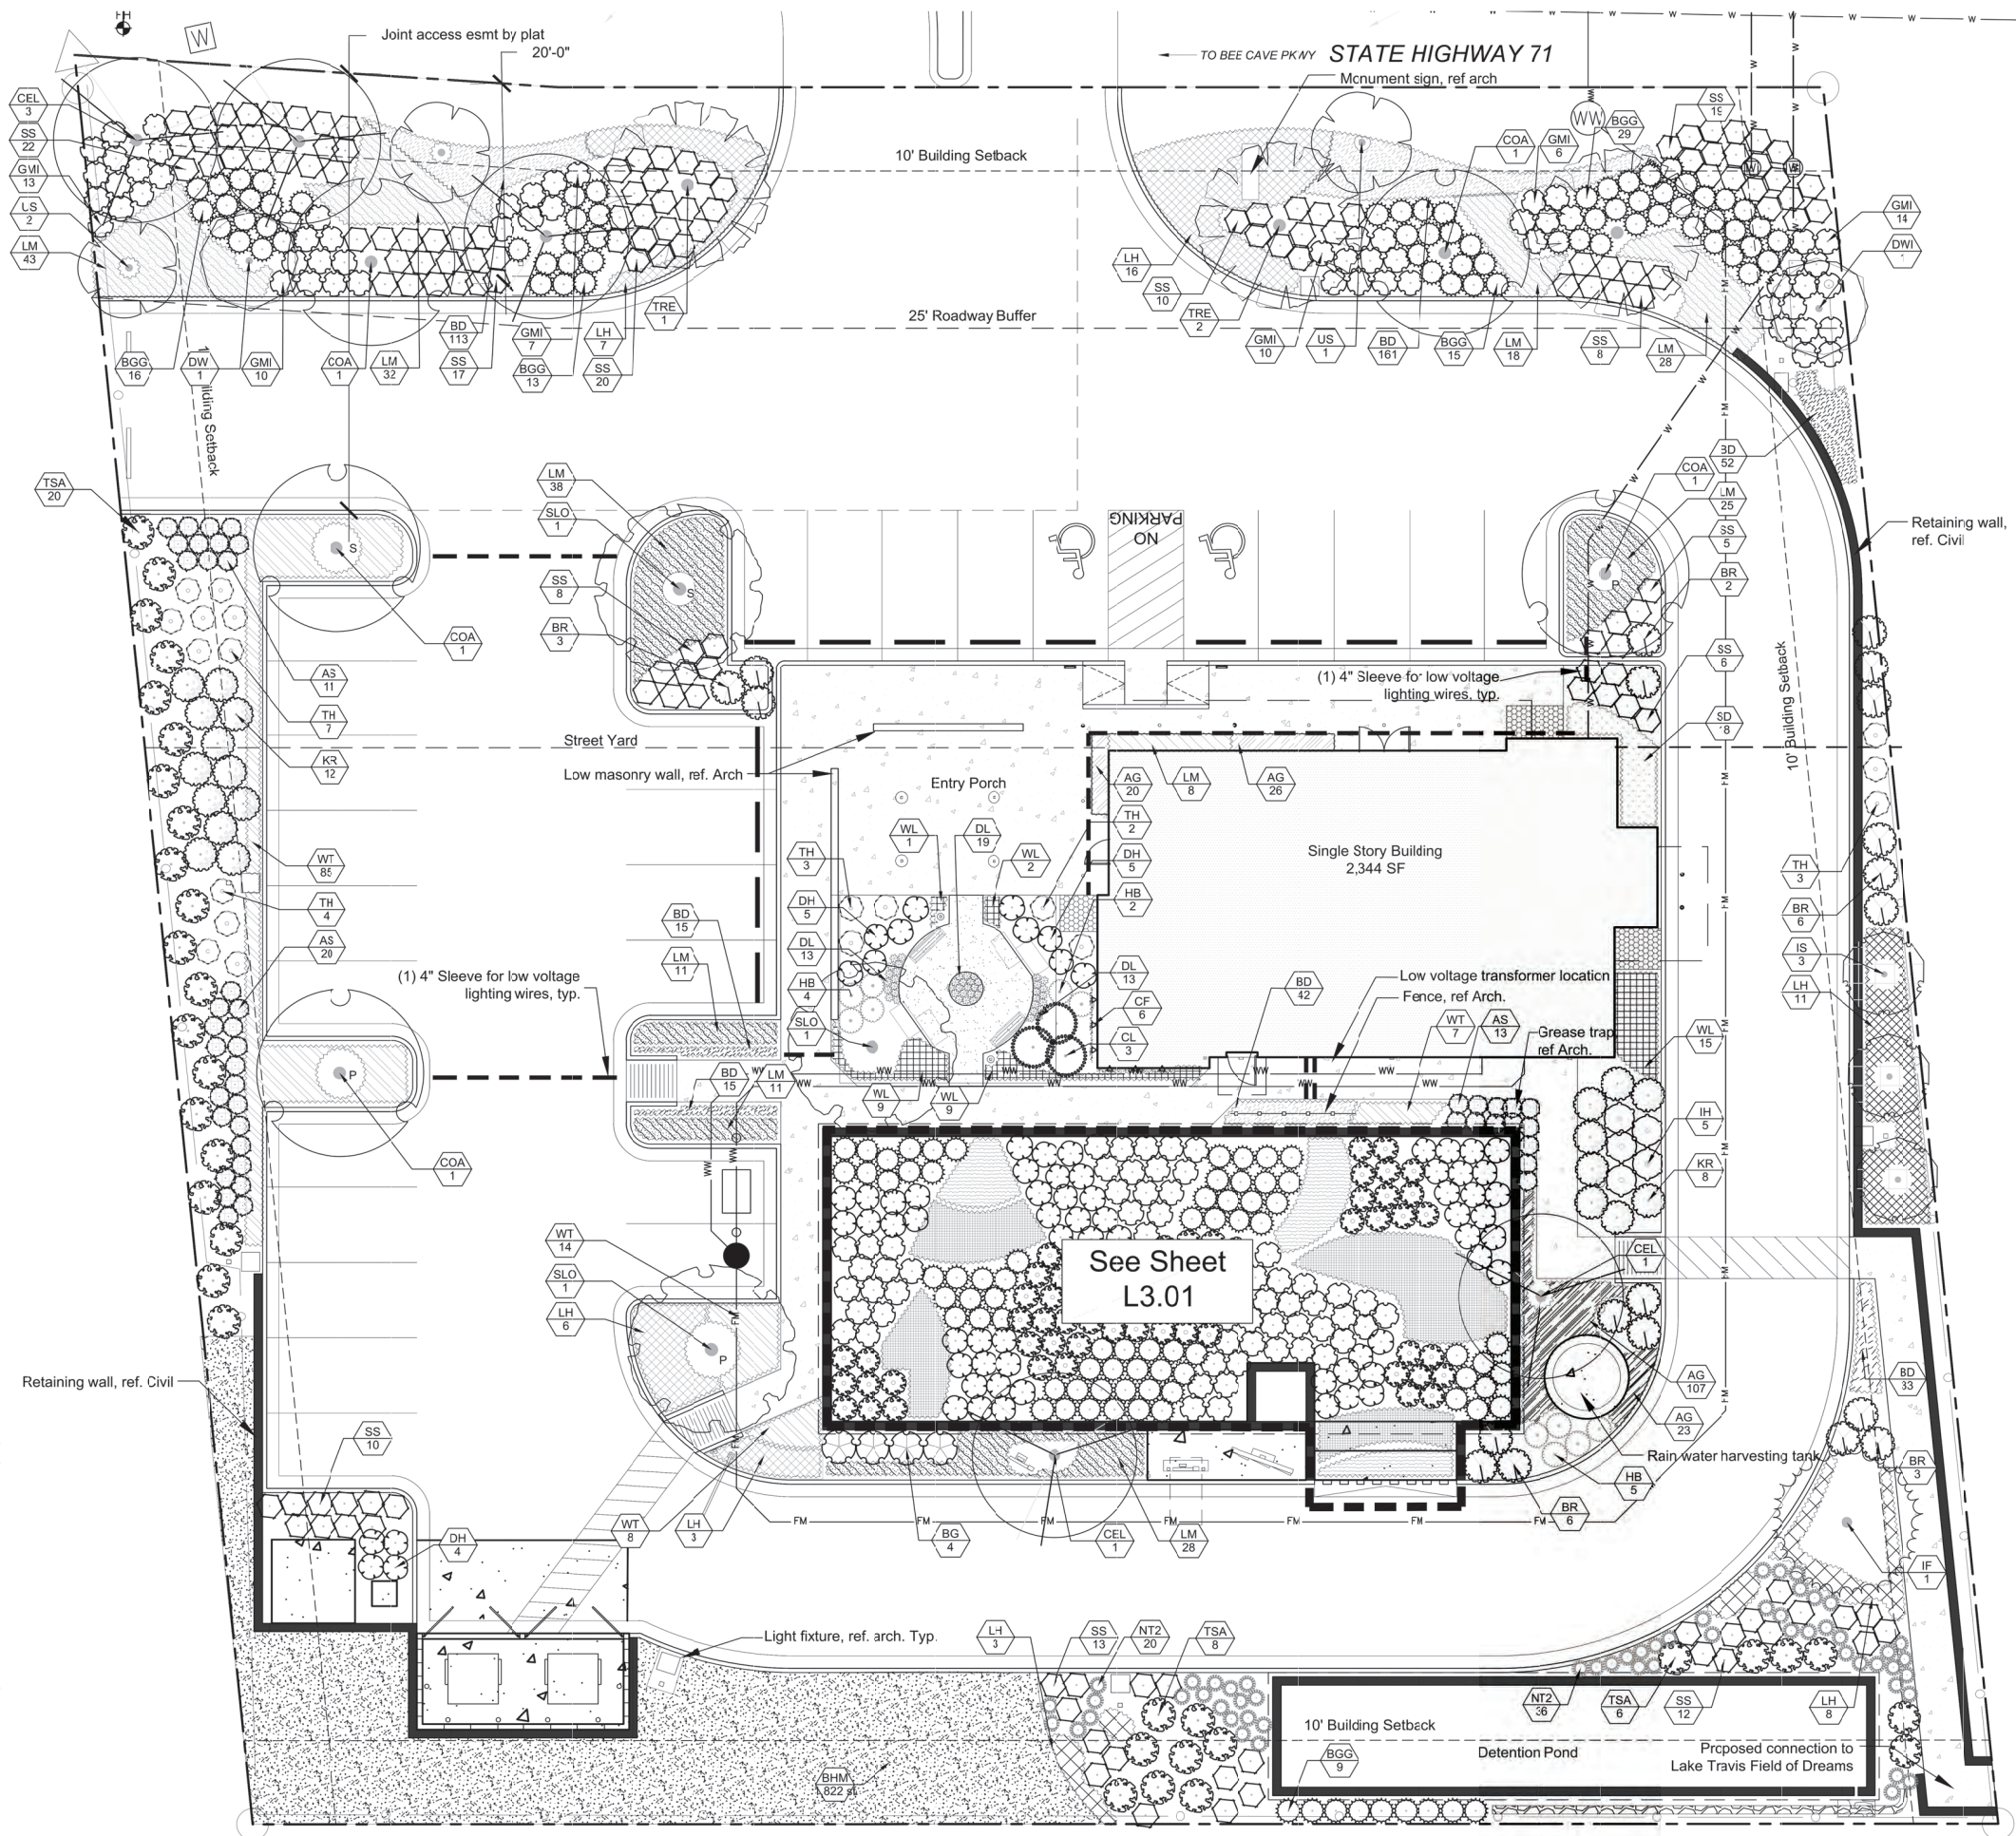 FH
W
Joint access esmt by plat
20'-0"
TO BEE CAVE PKWY
STATE HIGHWAY 71
Monument sign, ref arch
CEL
3
SS
22
GMI
13
US
2
LM
43
10' Building Setback
COA
1
GMI
6
WW
BGG
29
SS
19
GMI
14
DWI
1
LH
16
SS
10
TRE
2
25' Roadway Buffer
BGG
16
DW
1
GMI
10
COA
1
LM
32
BD
113
SS
17
GMI
7
BGG
13
LH
7
SS
20
TRE
1
GMI
10
US
1
BD
161
BGG
15
LM
18
SS
8
LM
28
BD
52
TSA
20
LM
38
SLO
1
SS
8
BR
3
NO
PARKING
COA
1
LM
25
SS
5
BR
2
SS
6
SD
18
Retaining wall,
ref. Civil
S
S
P
COA
1
AS
11
TH
7
KR
12
WT
85
TH
4
AS
20
(1) 4" Sleeve for low voltage
lighting wires, typ.
10' Building Setback
Street Yard
Low masonry wall, ref. Arch
Entry Porch
AG
20
LM
8
AG
26
TH
2
DH
5
HB
2
WL
1
DL
19
WL
2
TH
3
DH
5
DL
13
HB
4
SLO
1
Single Story Building
2,344 SF
TH
3
BR
6
IS
3
LH
11
BD
15
LM
11
(1) 4" Sleeve for low voltage
lighting wires, typ.
DL
13
CF
6
CL
3
BD
42
Low voltage transformer location
Fence, ref Arch.
WT
7
AS
13
Grease trap,
ref Arch.
WL
15
BD
15
LM
11
WL
9
WL
9
P
COA
1
IH
5
KR
8
See Sheet
L3.01
WT
14
SLO
1
LH
6
P
CEL
1
AG
107
AG
23
BD
33
Retaining wall, ref. Civil
SS
10
Rain water harvesting tank
HB
5
BR
3
BR
6
DH
4
WT
8
LH
3
FM
FM
FM
FM
FM
FM
BG
4
CEL
1
LM
28
IF
1
Light fixture, ref. arch. Typ.
LH
3
SS
13
NT2
20
TSA
8
NT2
36
TSA
6
SS
12
LH
8
10' Building Setback
BGG
9
Detention Pond
Proposed connection to
Lake Travis Field of Dreams
BHM